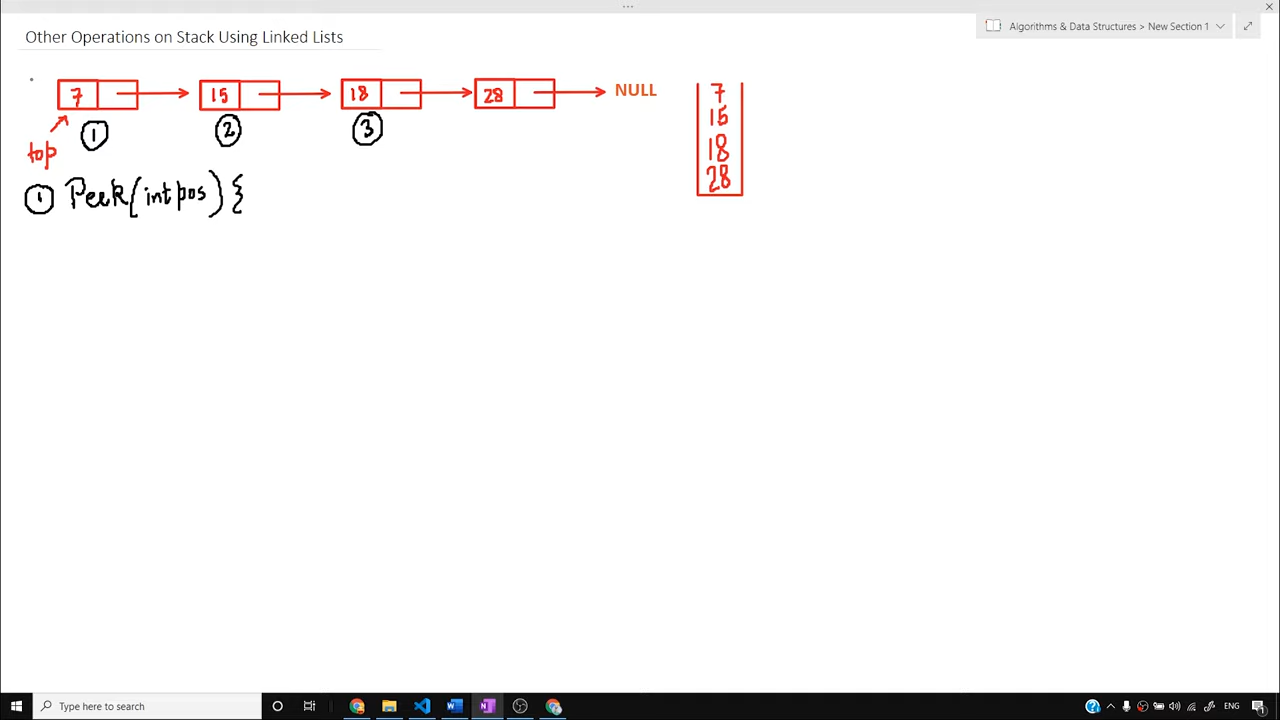 Other Operations on Stack Using Linked Lists
Algorithms & Data Structures > New Section 1
7 15 18 28 NULL
1 2 3
top
7
15
18
28
1 Peek(int pos){
Type here to search
ENG